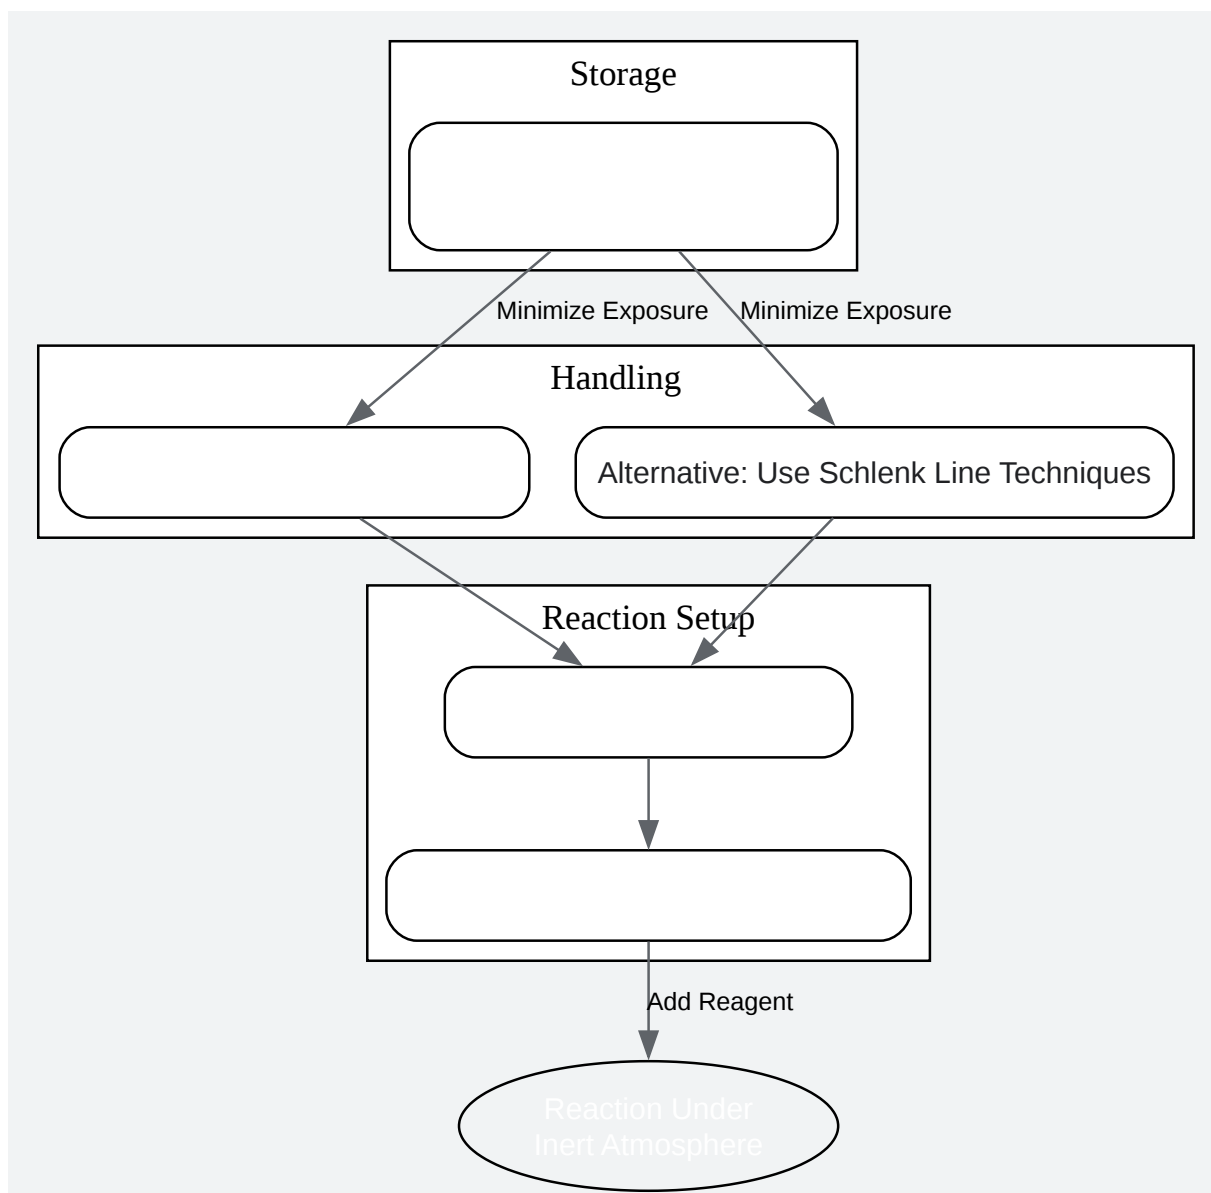 Storage
Minimize Exposure
Minimize Exposure
Handling
Alternative: Use Schlenk Line Techniques
Reaction Setup
Add Reagent
Reaction Under
Inert Atmosphere